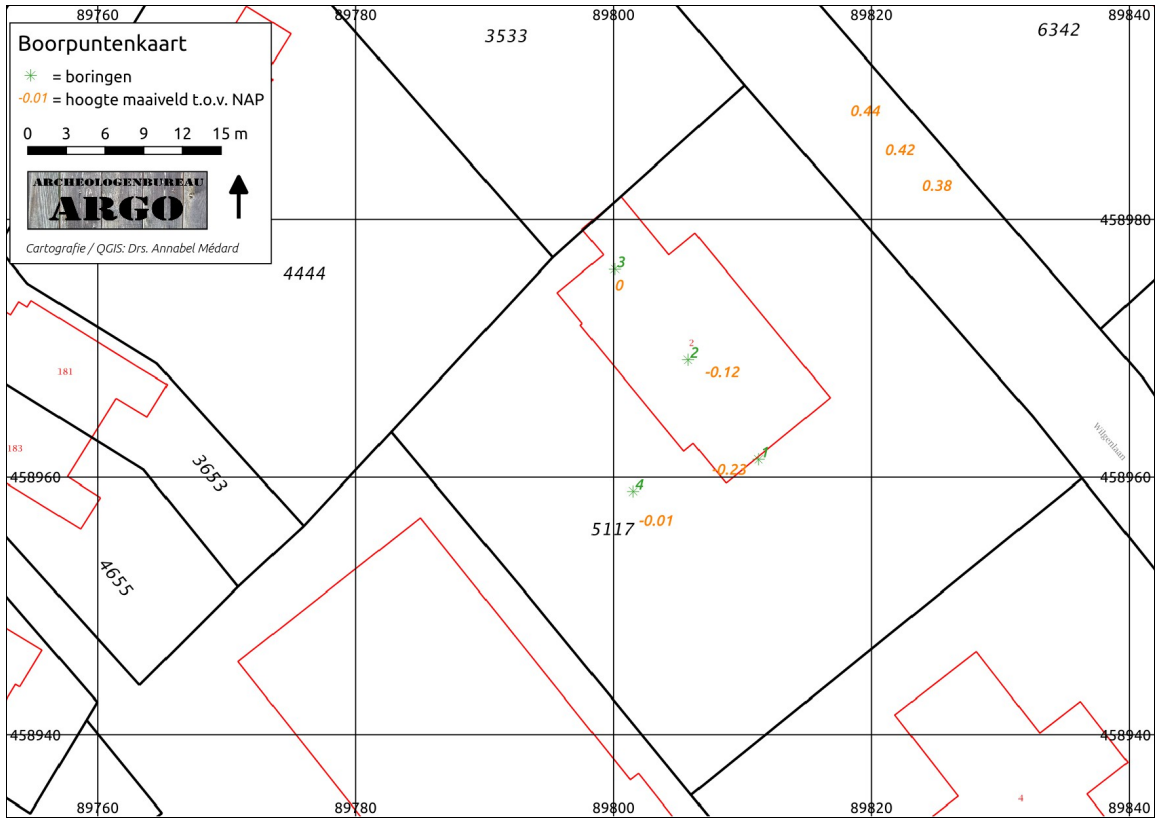 89760 89780 89800 89820 89840
Boorpuntenkaart
= boringen
-0.01 = hoogte maaiveld t.o.v. NAP
0 3 6 9 12 15 m
ARCHEOLOGENBUREAU
ARGO
Cartografie / QGIS: Drs. Annabel Médard
3533
6342
0.44
0.42
0.38
458980
4444
3
0
2
2
-0.12
181
183
3653
Wilgenlaan
1
-0.23
458960 458960
4
-0.01
5117
4655
458940 458940
4
89760 89780 89800 89820 89840